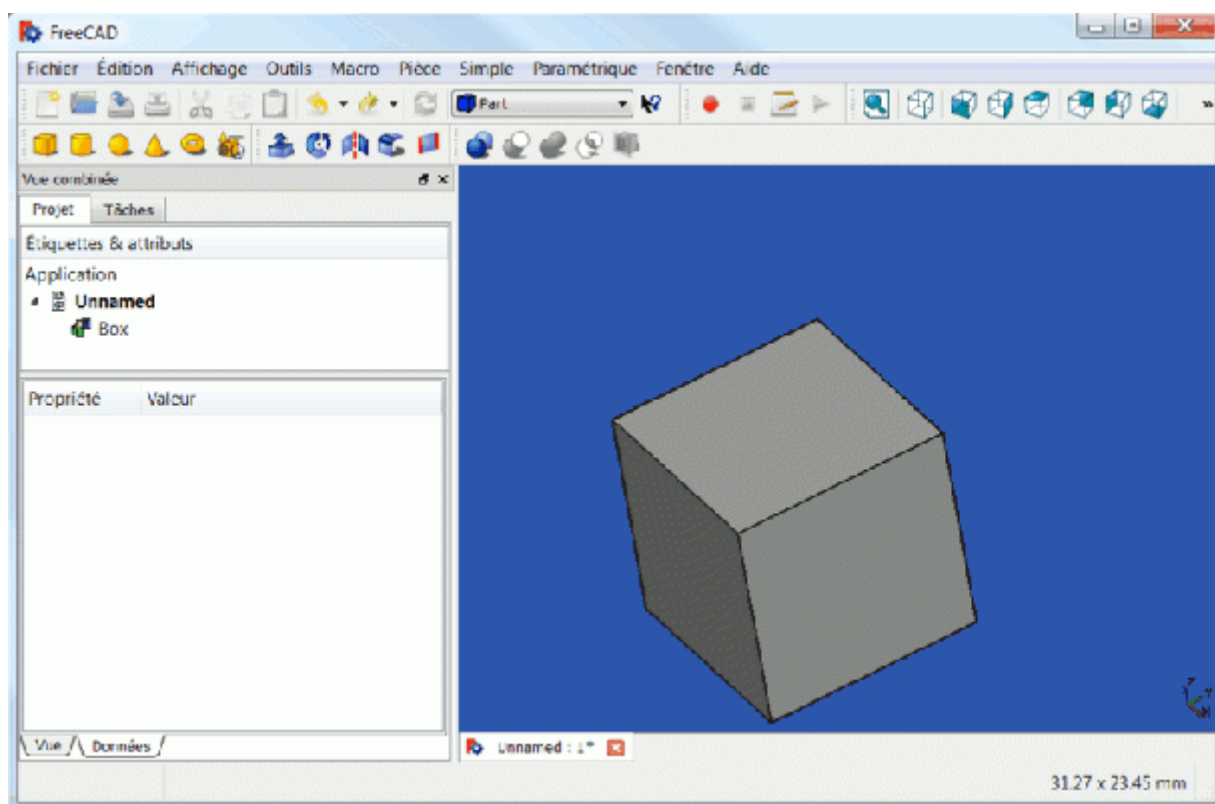 FreeCAD
Fichier Édition Affichage Outils Macro Pièce Simple Paramétrique Fenêtre Aide
Part
Vue combinée
Projet Tâches
Étiquettes & attributs
Application
Unnamed
Box
Propriété Valeur
Vue Données
Unnamed : 1*
31.27 x 23.45 mm